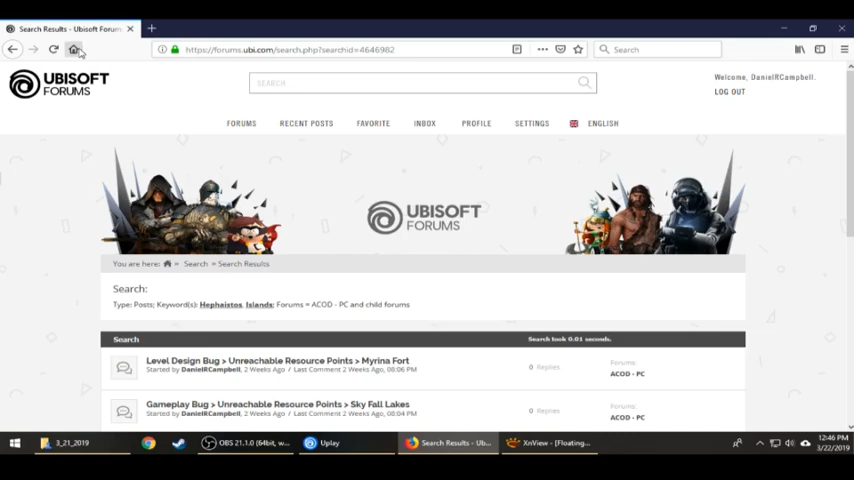 Search Results - Ubisoft Forum
https://forums.ubi.com/search.php?searchid=4646982
Search
UBISOFT
FORUMS
SEARCH
Welcome, DanielRCampbell.
LOG OUT
FORUMS RECENT POSTS FAVORITE INBOX PROFILE SETTINGS ENGLISH
UBISOFT
FORUMS
You are here: » Search » Search Results
Search:
Type: Posts; Keyword(s): Hephaistos, Islands; Forums = ACOD - PC and child forums
Search Search took 0.01 seconds.
Level Design Bug > Unreachable Resource Points > Myrina Fort
Started by DanielRCampbell, 2 Weeks Ago / Last Comment 2 Weeks Ago, 08:06 PM
0 Replies
Forums:
ACOD - PC
Gameplay Bug > Unreachable Resource Points > Sky Fall Lakes
Started by DanielRCampbell, 2 Weeks Ago / Last Comment 2 Weeks Ago, 08:04 PM
0 Replies
Forums:
ACOD - PC
3_21_2019 OBS 21.1.0 (64bit, w... Uplay Search Results - Ub... XnView - [Floating...
12:46 PM
3/22/2019